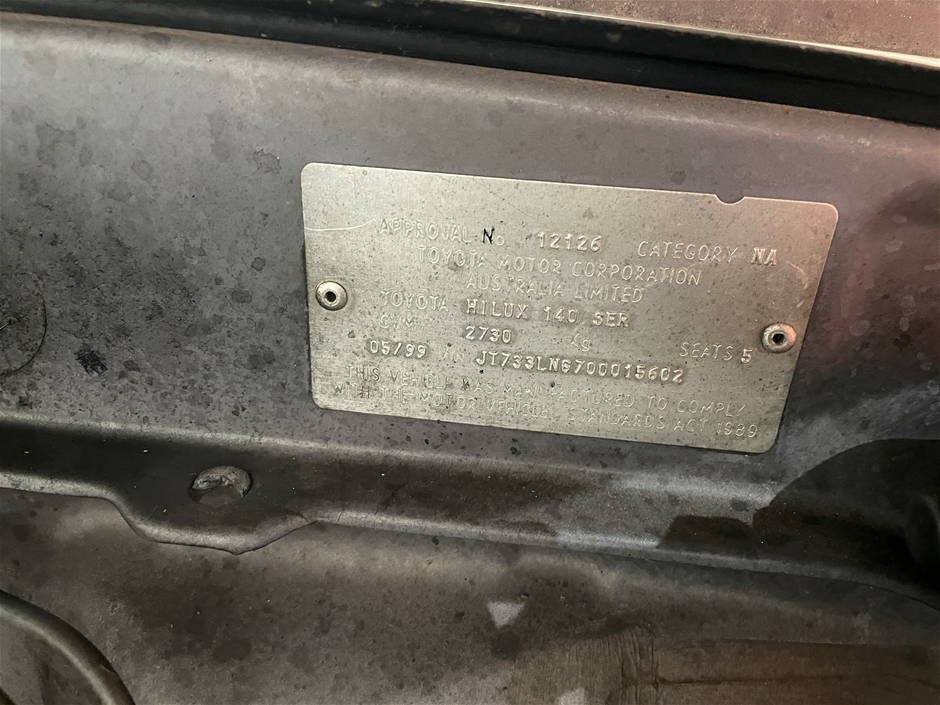 APPROVAL No. 12126 CATEGORY NA
TOYOTA MOTOR CORPORATION
AUSTRALIA LIMITED
TOYOTA HILUX 140 SER
G/M 2730 kg SEATS 5
05/99 JT733LNG700015602
THIS VEHICLE WAS MANUFACTURED TO COMPLY
WITH THE MOTOR VEHICLE STANDARDS ACT 1989